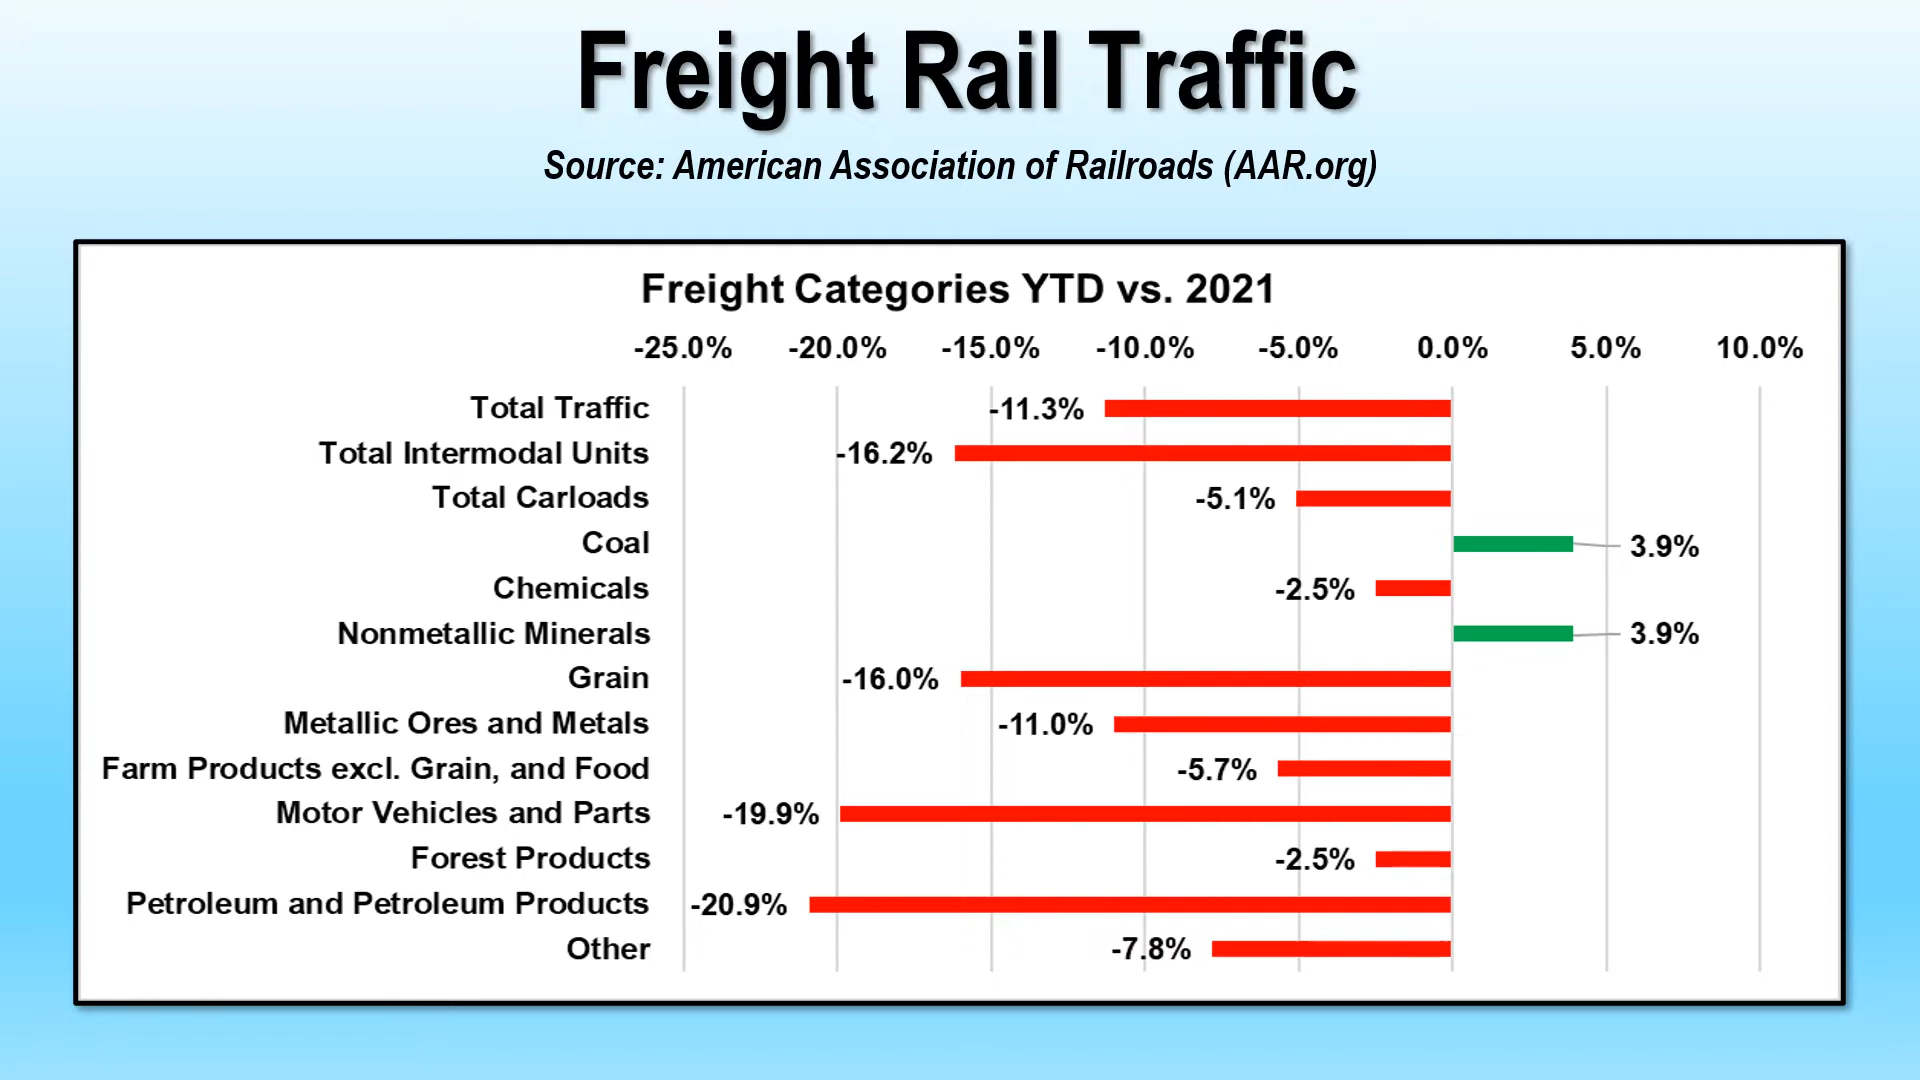 Freight Rail Traffic
Source: American Association of Railroads (AAR.org)
Freight Categories YTD vs. 2021
-25.0% -20.0% -15.0% -10.0% -5.0% 0.0% 5.0% 10.0%
Total Traffic -11.3%
Total Intermodal Units -16.2%
Total Carloads -5.1%
Coal 3.9%
Chemicals -2.5%
Nonmetallic Minerals 3.9%
Grain -16.0%
Metallic Ores and Metals -11.0%
Farm Products excl. Grain, and Food -5.7%
Motor Vehicles and Parts -19.9%
Forest Products -2.5%
Petroleum and Petroleum Products -20.9%
Other -7.8%